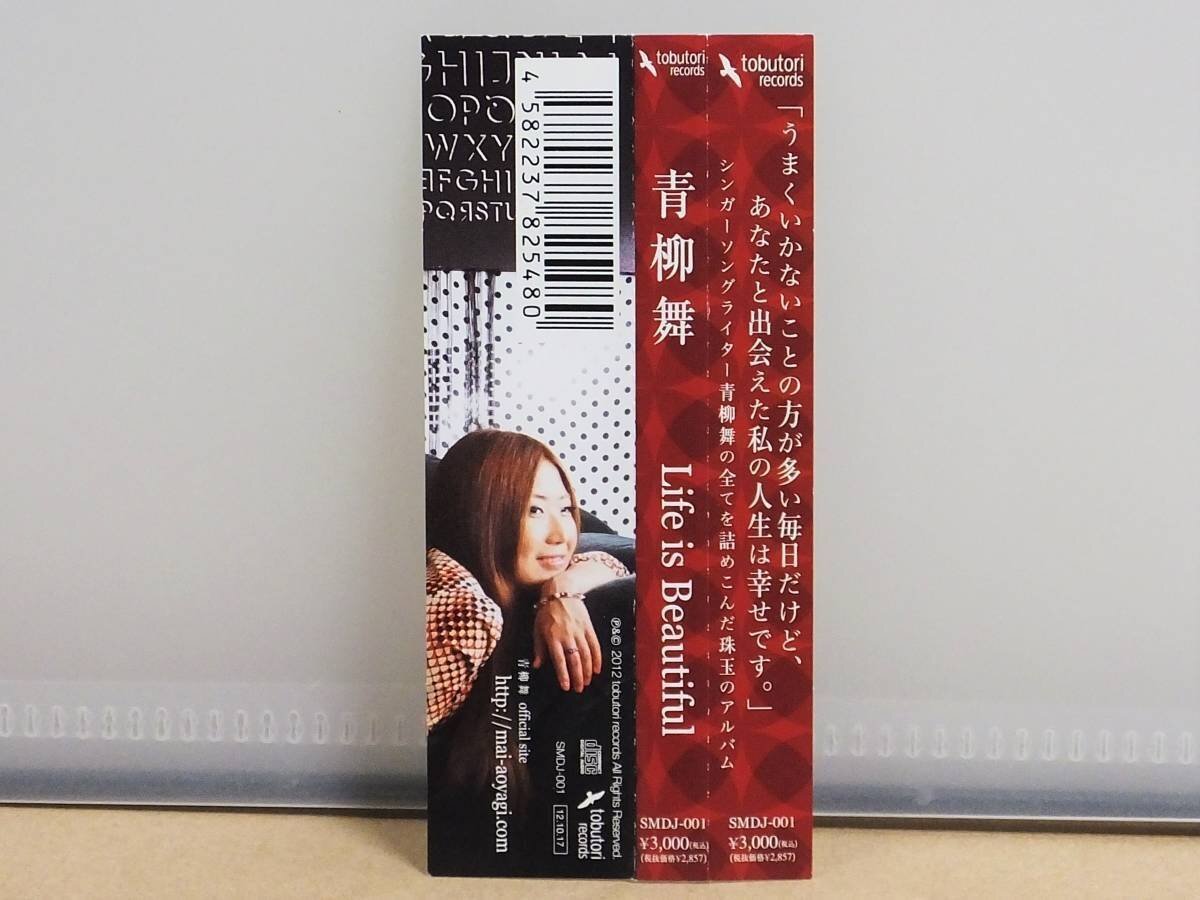 tobutori
records
「うまくいかないことの方が多い毎日だけど、
あなたと出会えた私の人生は幸せです。」
シンガーソングライター青柳舞の全てを詰めこんだ珠玉のアルバム
SMDJ-001
¥3,000(税込)
(税抜価格¥2,857)
tobutori
records
青柳舞 Life is Beautiful
SMDJ-001
¥3,000(税込)
(税抜価格¥2,857)
OPQ
WXY
FGHI
PQRSTU
4 582237 825480
℗&© 2012 tobutori records All Rights Reserved.
disc
SMDJ-001
12.10.17
tobutori
records
青柳舞 official site
http://mai-aoyagi.com